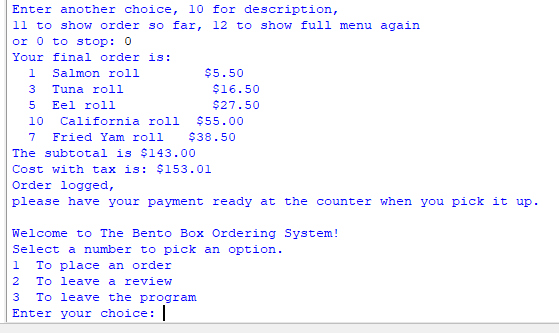 Enter another choice, 10 for description,
11 to show order so far, 12 to show full menu again
or 0 to stop: 0
Your final order is:
1 Salmon roll $5.50
3 Tuna roll $16.50
5 Eel roll $27.50
10 California roll $55.00
7 Fried Yam roll $38.50
The subtotal is $143.00
Cost with tax is: $153.01
Order logged,
please have your payment ready at the counter when you pick it up.
Welcome to The Bento Box Ordering System!
Select a number to pick an option.
1 To place an order
2 To leave a review
3 To leave the program
Enter your choice: